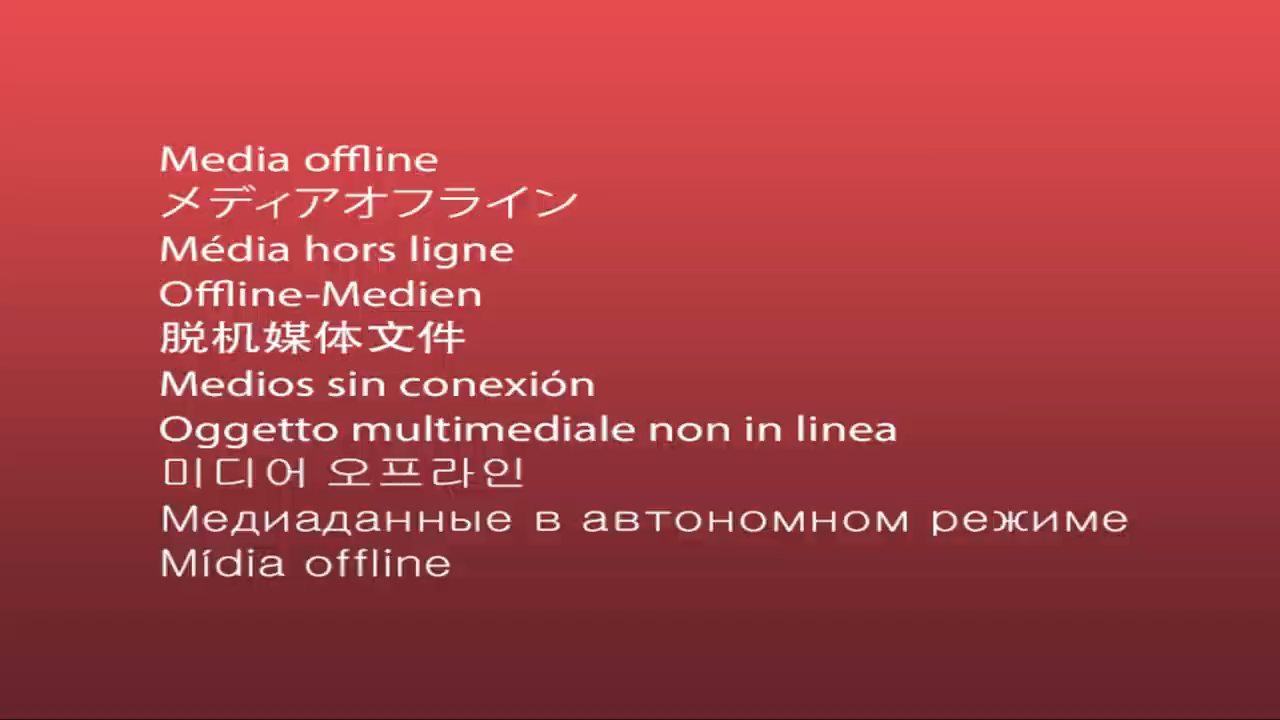 Media offline
メディアオフライン
Média hors ligne
Offline-Medien
脱机媒体文件
Medios sin conexión
Oggetto multimediale non in linea
미디어 오프라인
Медиаданные в автономном режиме
Mídia offline